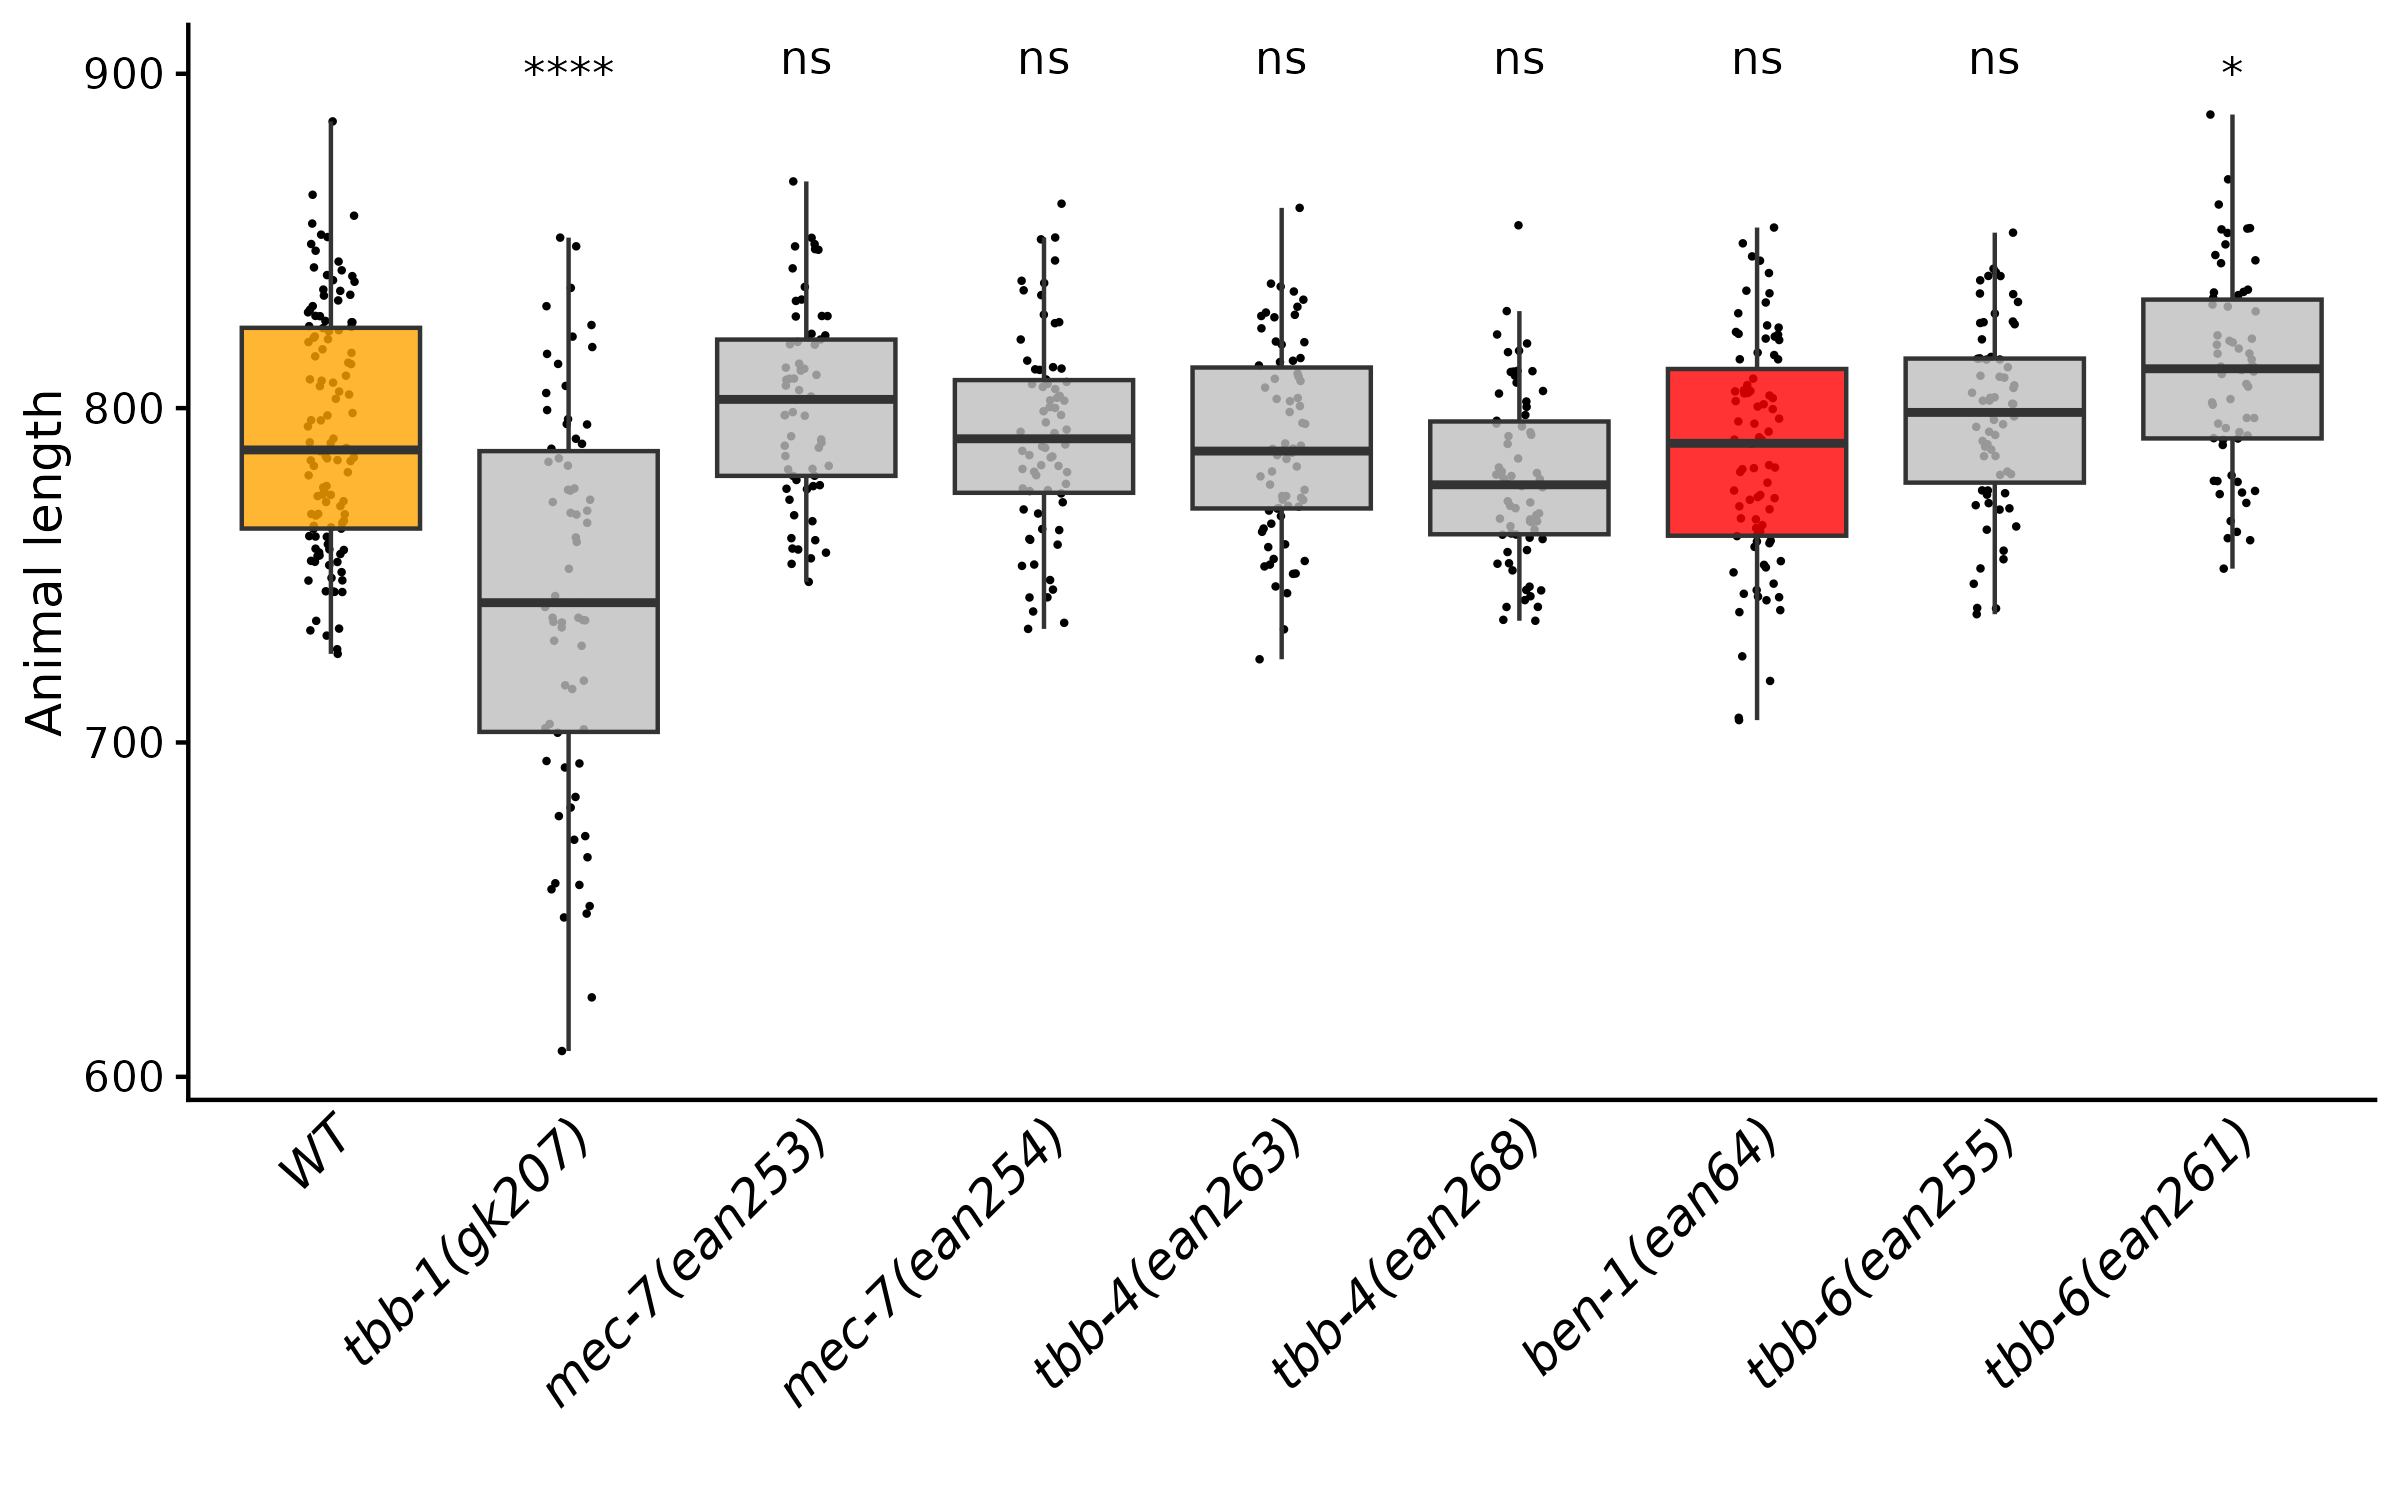 **** ns ns ns ns ns ns *
900
800
700
600
Animal length
WT
tbb-1(gk207)
mec-7(ean253)
mec-7(ean254)
tbb-4(ean263)
tbb-4(ean268)
ben-1(ean64)
tbb-6(ean255)
tbb-6(ean261)